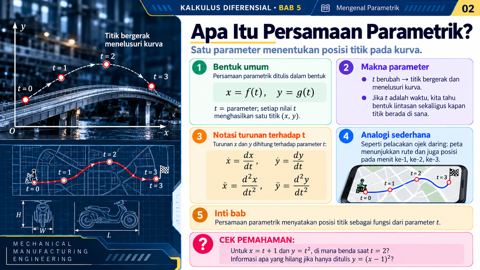 KALKULUS DIFERENSIAL • BAB 5
Mengenal Parametrik
02
Apa Itu Persamaan Parametrik?
Satu parameter menentukan posisi titik pada kurva.
y
Titik bergerak
menelusuri kurva
t = 0
t = 1
t = 2
t = 3
O
x
1 Bentuk umum
Persamaan parametrik ditulis dalam bentuk
x = f(t), y = g(t)
t = parameter; setiap nilai t
menghasilkan satu titik (x, y).
2 Makna parameter
• t berubah → titik bergerak dan
menelusuri kurva.
• Jika t adalah waktu, kita tahu
bentuk lintasan sekaligus kapan
titik berada di sana.
3 Notasi turunan terhadap t
Turunan x dan y dihitung terhadap parameter t:
ẋ = dx/dt, ẏ = dy/dt
ẍ = d²x/dt², ÿ = d²y/dt²
4 Analogi sederhana
Seperti pelacakan ojek daring: peta
menunjukkan rute dan juga posisi
pada menit ke-1, ke-2, ke-3.
t = 0
t = 1
t = 2
t = 3
t = 0
t = 1
t = 2
t = 3
H
W
L
5 Inti bab
Persamaan parametrik menyatakan posisi titik sebagai fungsi dari parameter t.
? CEK PEMAHAMAN:
Untuk x = t + 1 dan y = t², di mana benda saat t = 2?
Informasi apa yang hilang jika hanya ditulis y = (x − 1)²?
MECHANICAL
MANUFACTURING
ENGINEERING